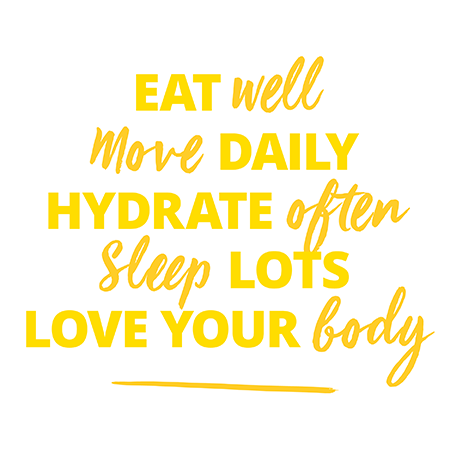 EAT well
Move DAILY
HYDRATE often
Sleep LOTS
LOVE YOUR body